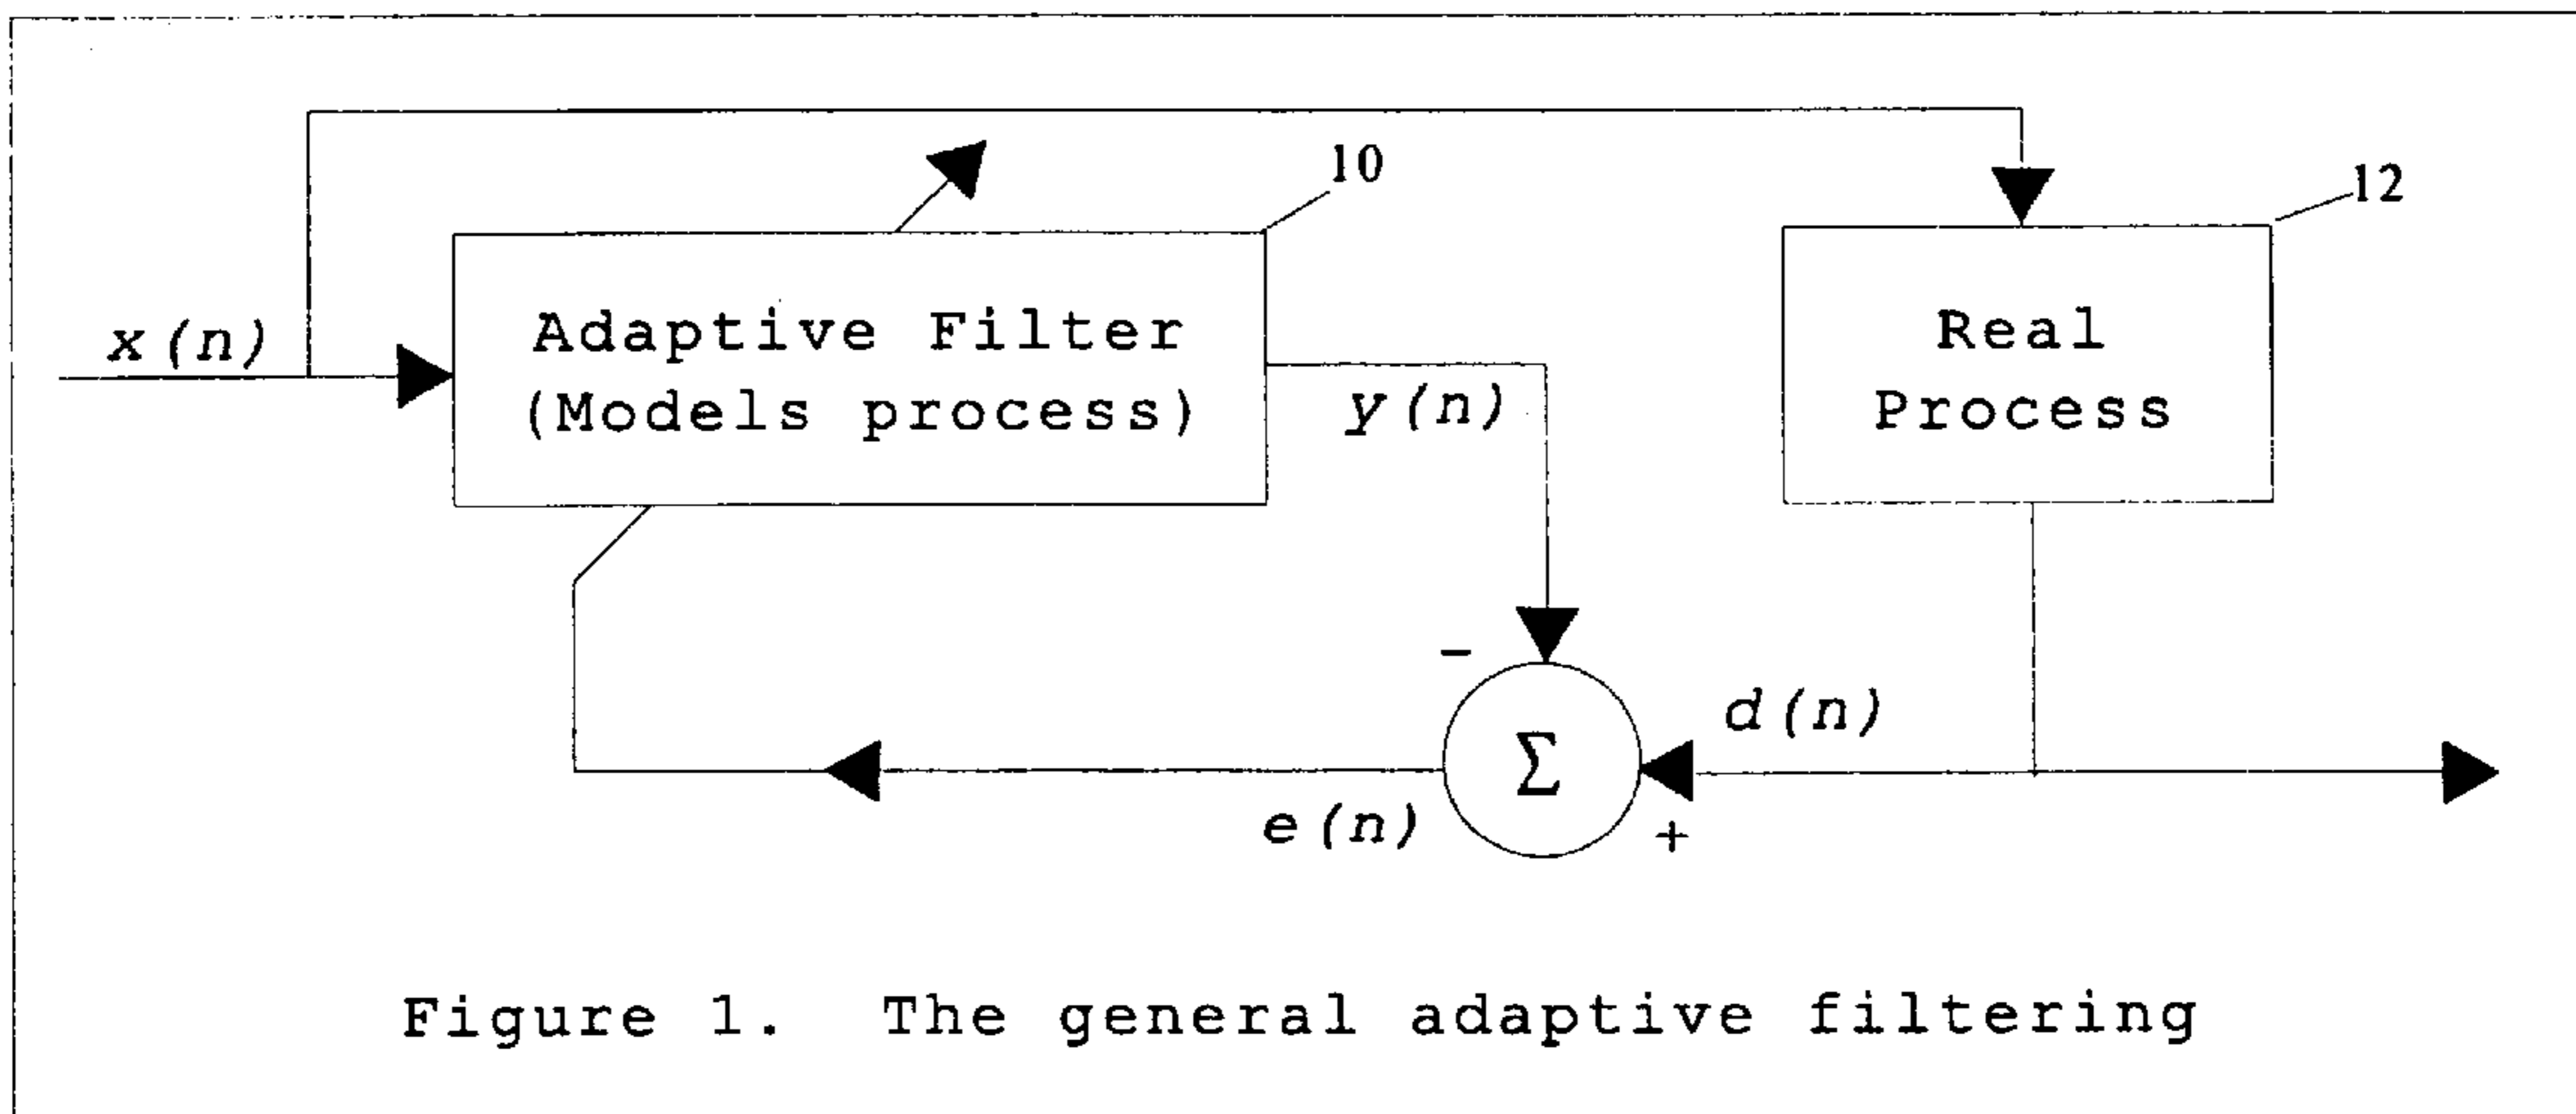 10
12
x(n)
Adaptive Filter
(Models process)
Real
Process
y(n)
-
d(n)
Σ
e(n)
+
Figure 1. The general adaptive filtering